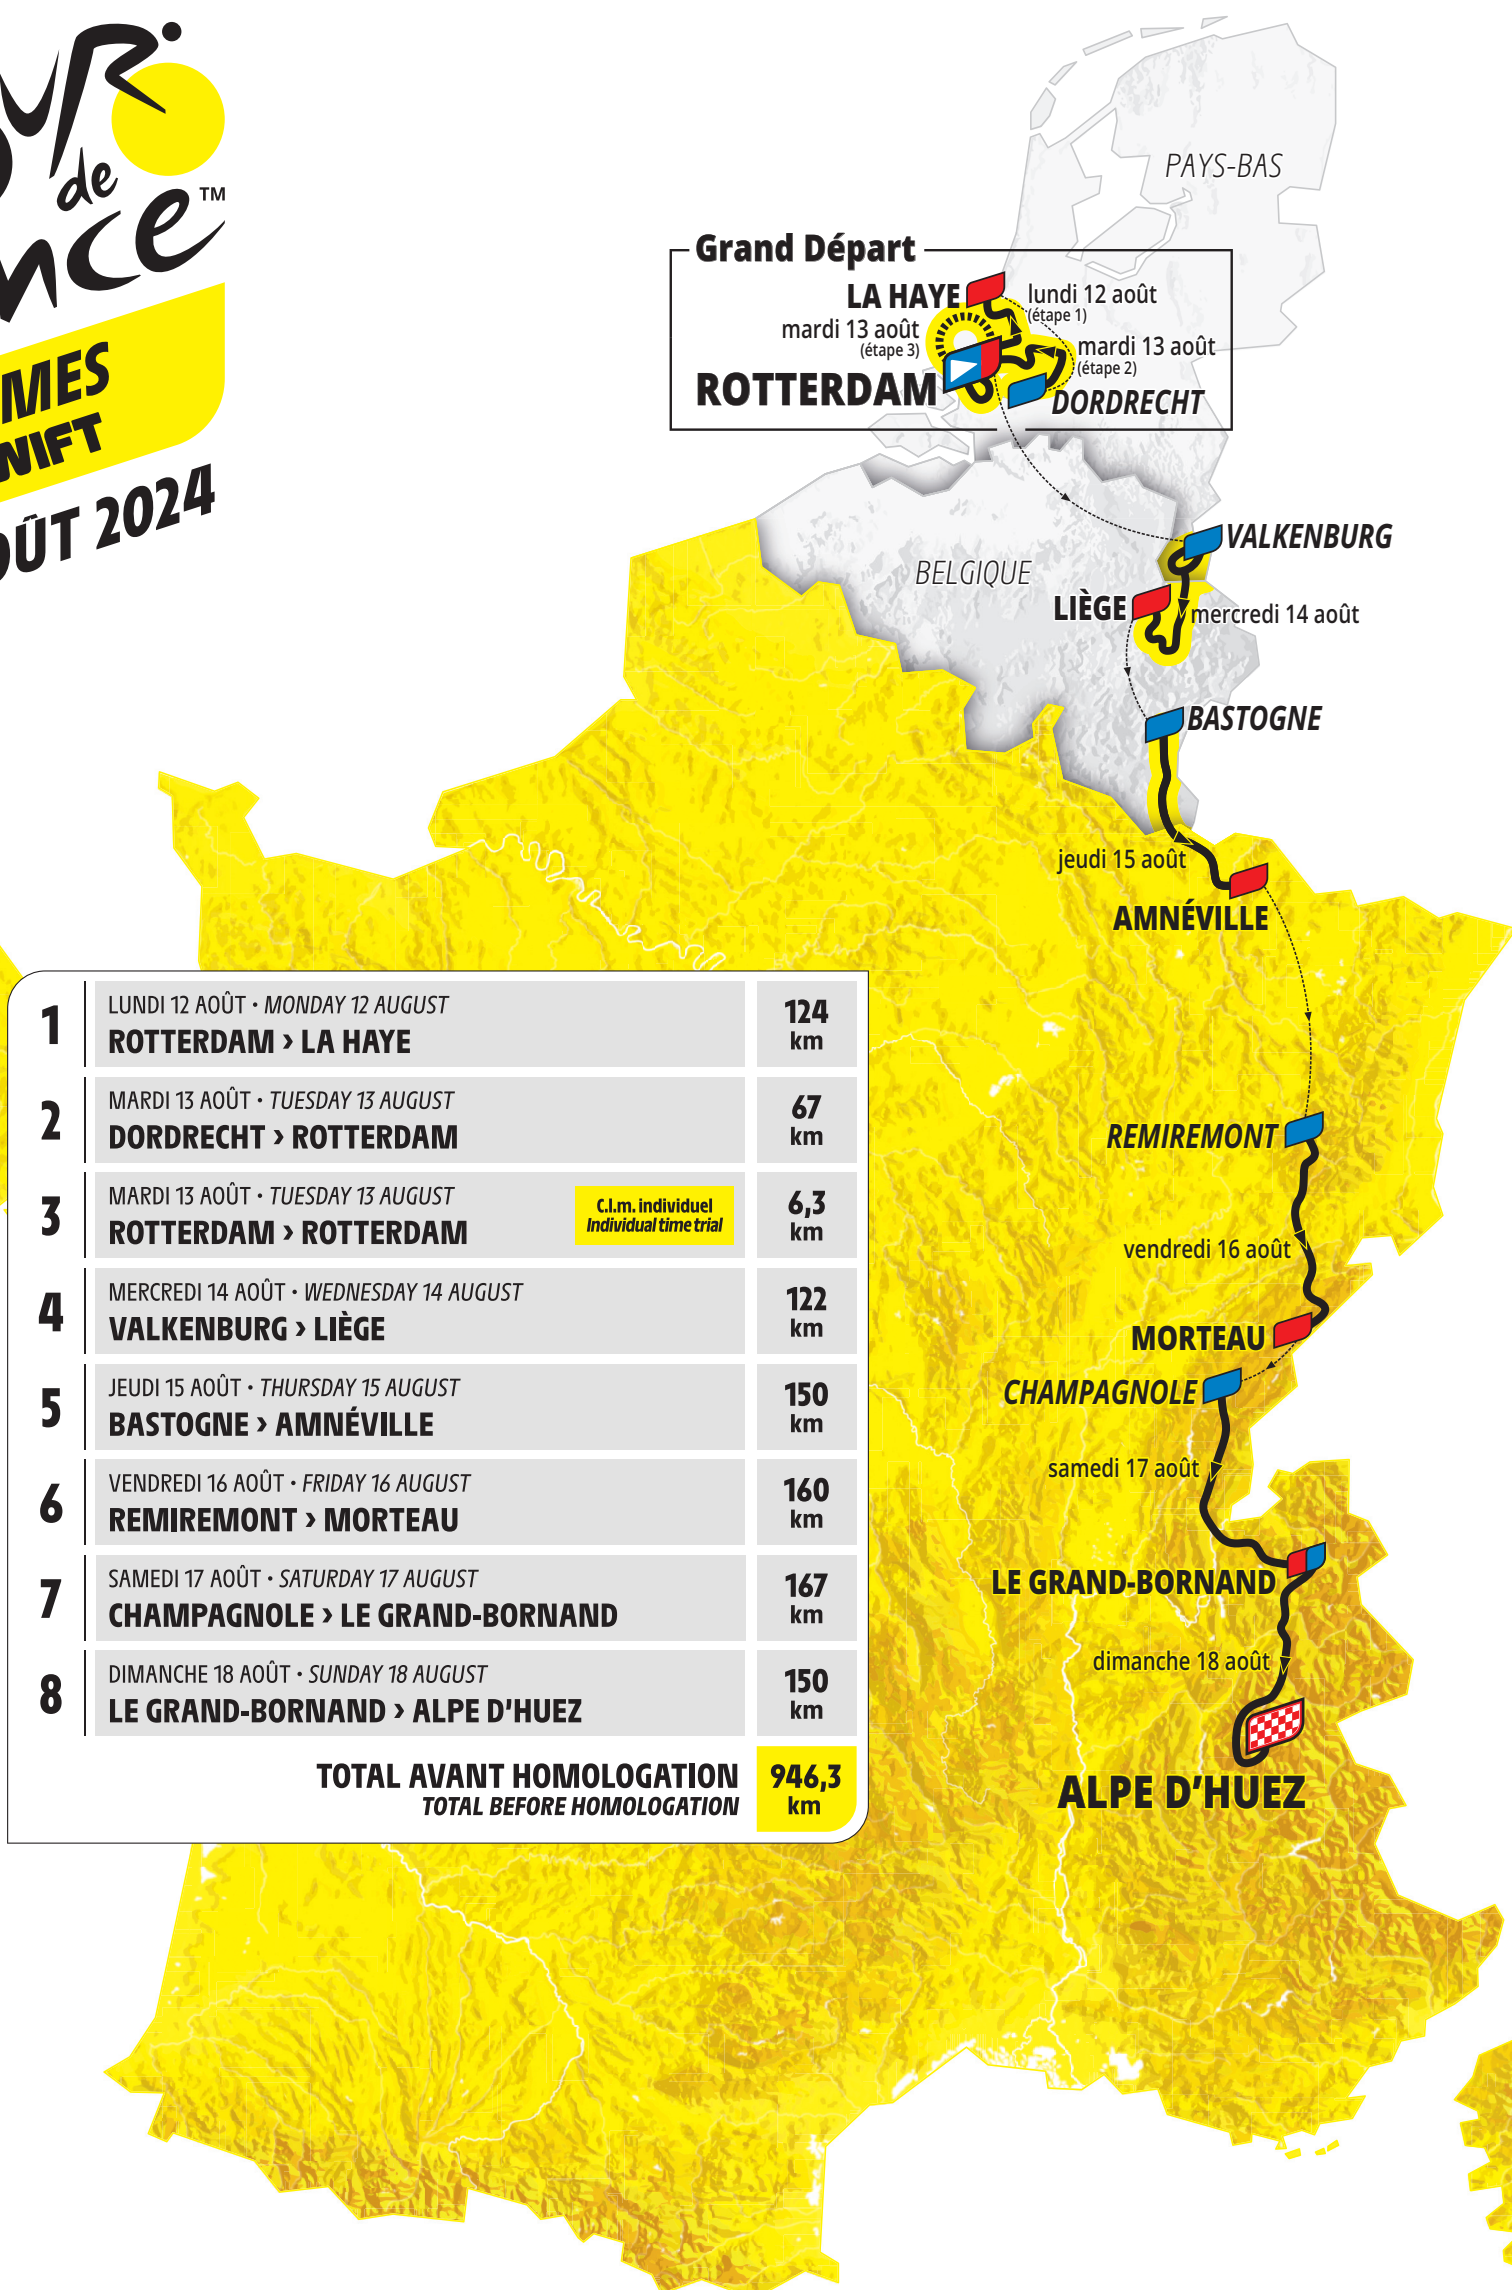 de
TM
OÛT 2024
PAYS-BAS
Grand Départ
LA HAYE
lundi 12 août
(étape 1)
mardi 13 août
(étape 3)
mardi 13 août
(étape 2)
ROTTERDAM
DORDRECHT
VALKENBURG
BELGIQUE
LIÈGE
mercredi 14 août
BASTOGNE
jeudi 15 août
AMNÉVILLE
REMIREMONT
vendredi 16 août
MORTEAU
CHAMPAGNOLE
samedi 17 août
LE GRAND-BORNAND
dimanche 18 août
ALPE D'HUEZ
1
LUNDI 12 AOÛT • MONDAY 12 AUGUST
ROTTERDAM › LA HAYE
124
km
2
MARDI 13 AOÛT • TUESDAY 13 AUGUST
DORDRECHT › ROTTERDAM
67
km
3
MARDI 13 AOÛT • TUESDAY 13 AUGUST
ROTTERDAM › ROTTERDAM
C.l.m. individuel
Individual time trial
6,3
km
4
MERCREDI 14 AOÛT • WEDNESDAY 14 AUGUST
VALKENBURG › LIÈGE
122
km
5
JEUDI 15 AOÛT • THURSDAY 15 AUGUST
BASTOGNE › AMNÉVILLE
150
km
6
VENDREDI 16 AOÛT • FRIDAY 16 AUGUST
REMIREMONT › MORTEAU
160
km
7
SAMEDI 17 AOÛT • SATURDAY 17 AUGUST
CHAMPAGNOLE › LE GRAND-BORNAND
167
km
8
DIMANCHE 18 AOÛT • SUNDAY 18 AUGUST
LE GRAND-BORNAND › ALPE D'HUEZ
150
km
TOTAL AVANT HOMOLOGATION
TOTAL BEFORE HOMOLOGATION
946,3
km